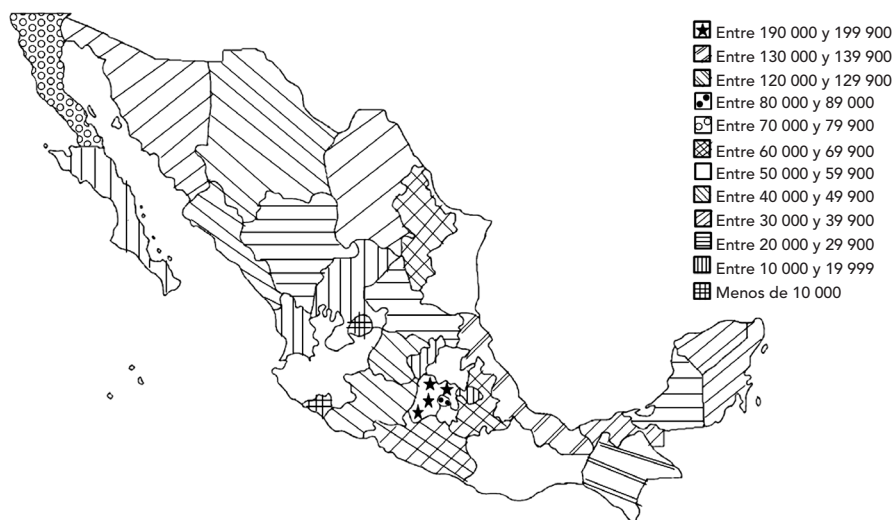 Entre 190 000 y 199 900
Entre 130 000 y 139 900
Entre 120 000 y 129 900
Entre 80 000 y 89 000
Entre 70 000 y 79 900
Entre 60 000 y 69 900
Entre 50 000 y 59 900
Entre 40 000 y 49 900
Entre 30 000 y 39 900
Entre 20 000 y 29 900
Entre 10 000 y 19 999
Menos de 10 000